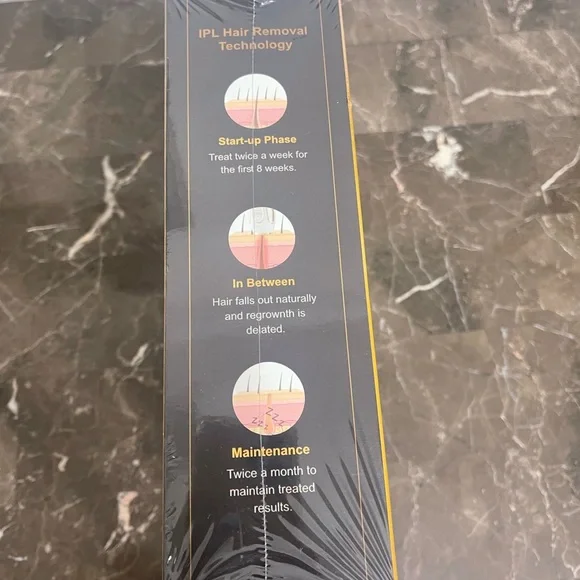 IPL Hair Removal
Technology
Start-up Phase
Treat twice a week for
the first 8 weeks.
In Between
Hair falls out naturally
and regrownth is
delated.
Z
Z
Z
Z
Z
Z
Maintenance
Twice a month to
maintain treated
results.